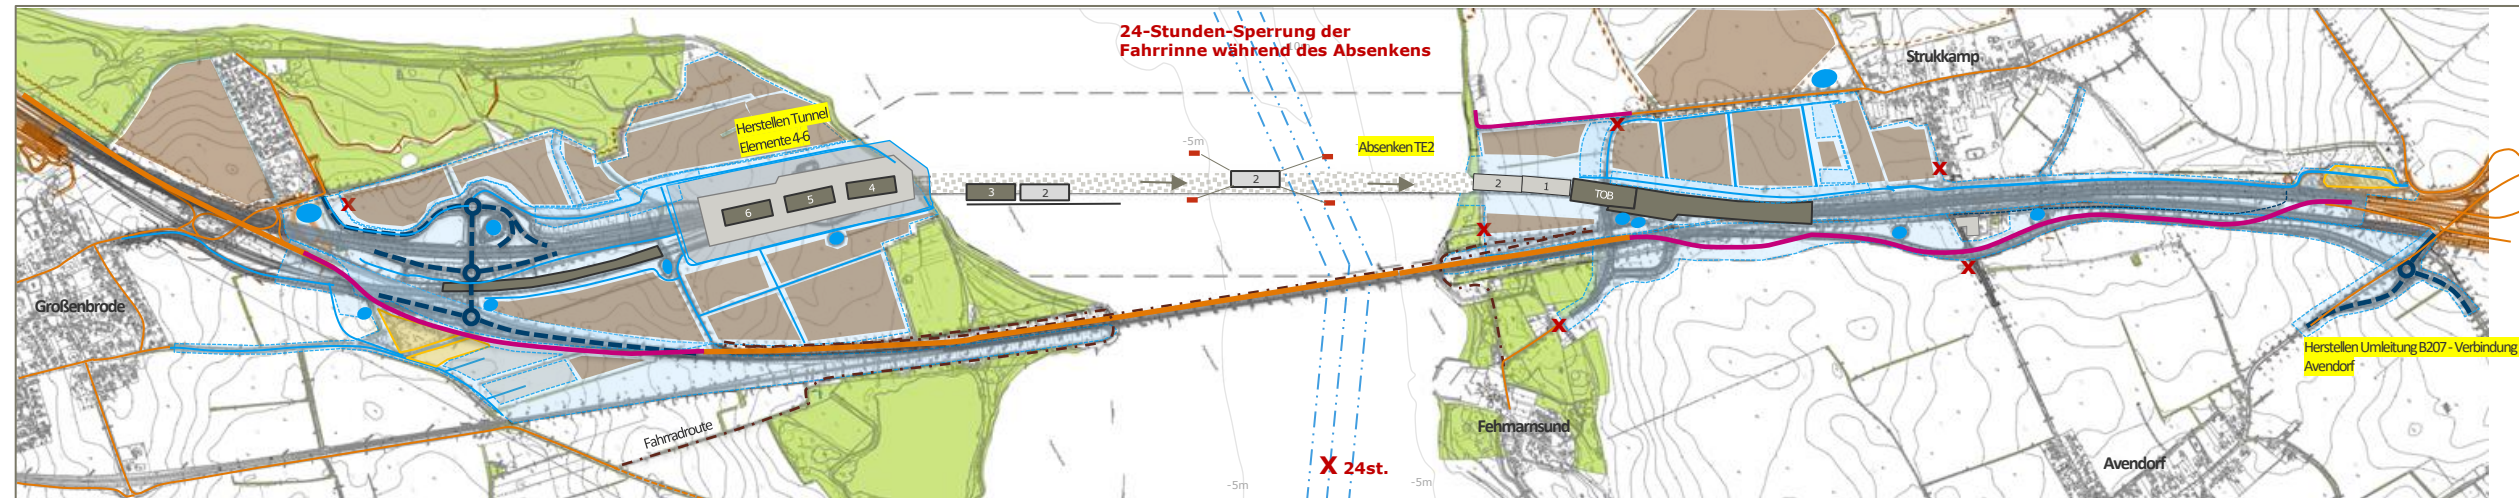 24-Stunden-Sperrung der
Fahrrinne während des Absenkens
Strukkamp
Herstellen Tunnel
Elemente 4-6
-5m
Absenken TE2
X
X
4
5
6
3
2
2
2
1
TOB
X
X
X
Großenbrode
X
Herstellen Umleitung B207 - Verbindung
Avendorf
Fahrradroute
Fehmarnsund
Avendorf
X 24st.
-5m
-5m